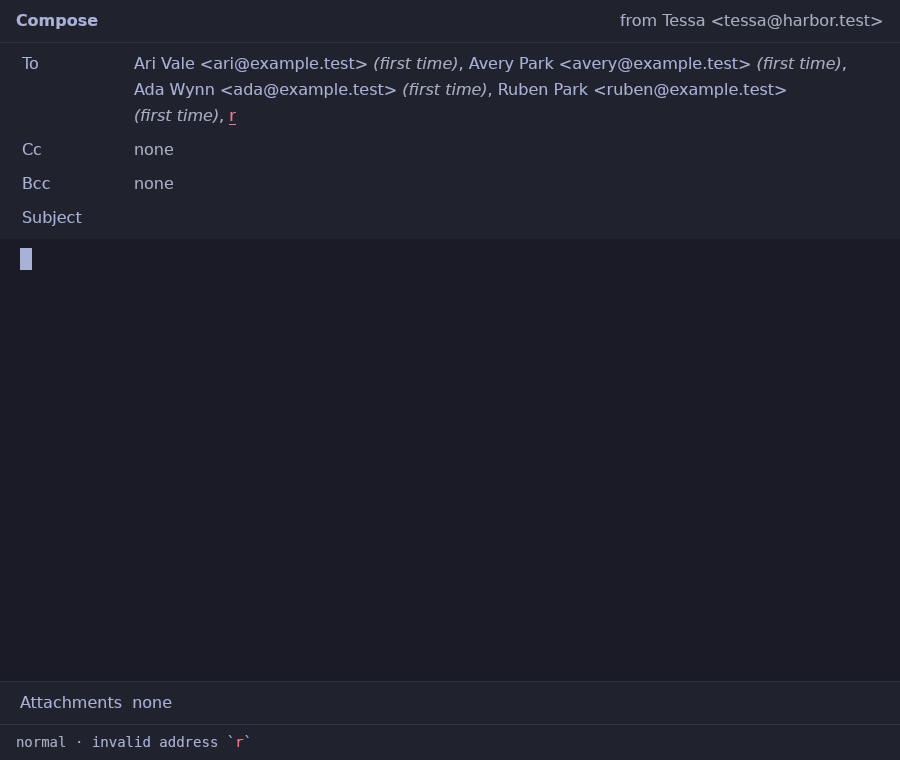 Compose from Tessa <tessa@harbor.test>
To Ari Vale <ari@example.test> (first time), Avery Park <avery@example.test> (first time),
Ada Wynn <ada@example.test> (first time), Ruben Park <ruben@example.test>
(first time), r
Cc none
Bcc none
Subject
Attachments none
normal · invalid address `r`